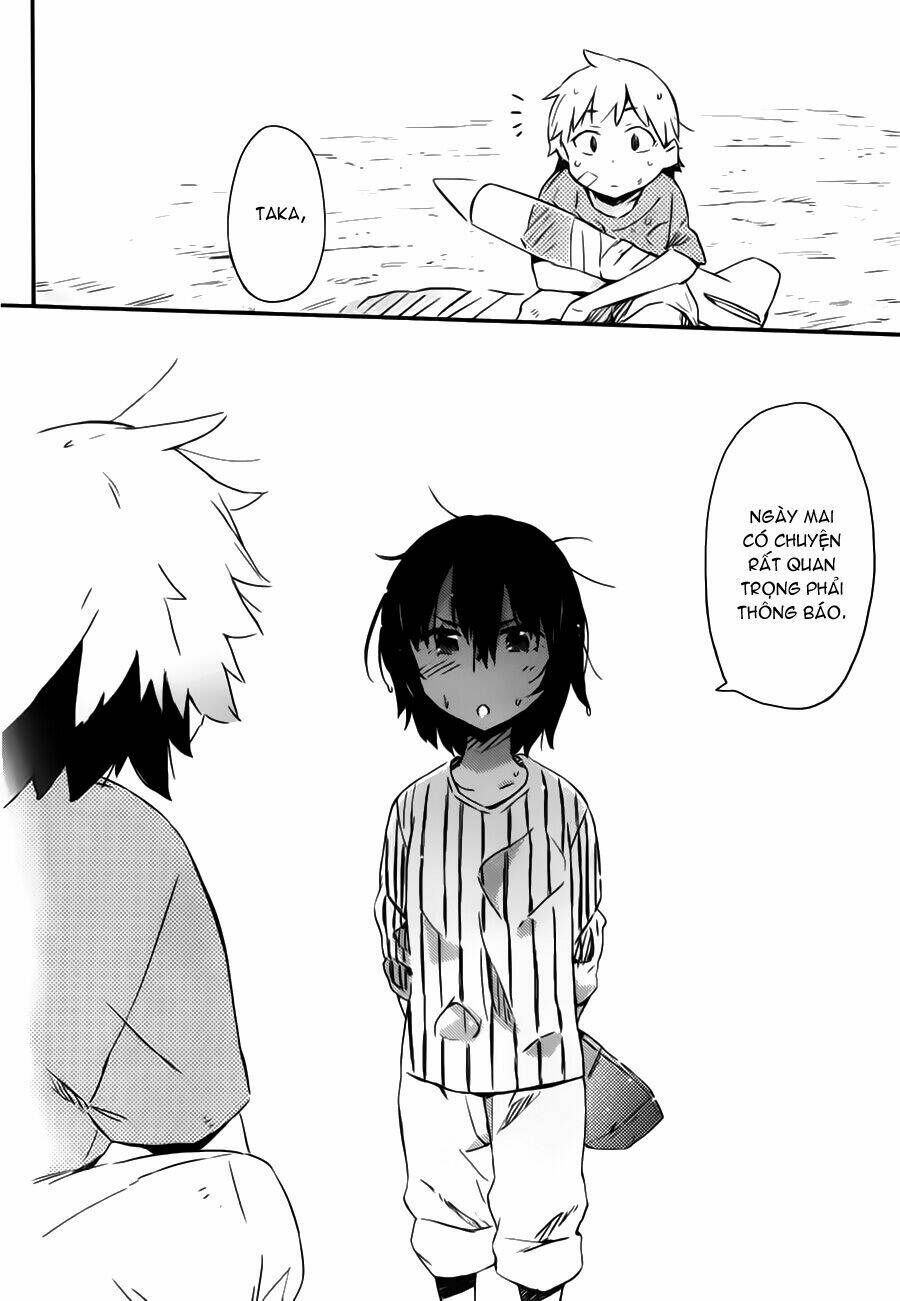 TAKA,
NGÀY MAI
CÓ CHUYỆN
RẤT QUAN
TRỌNG PHẢI
THÔNG BÁO.